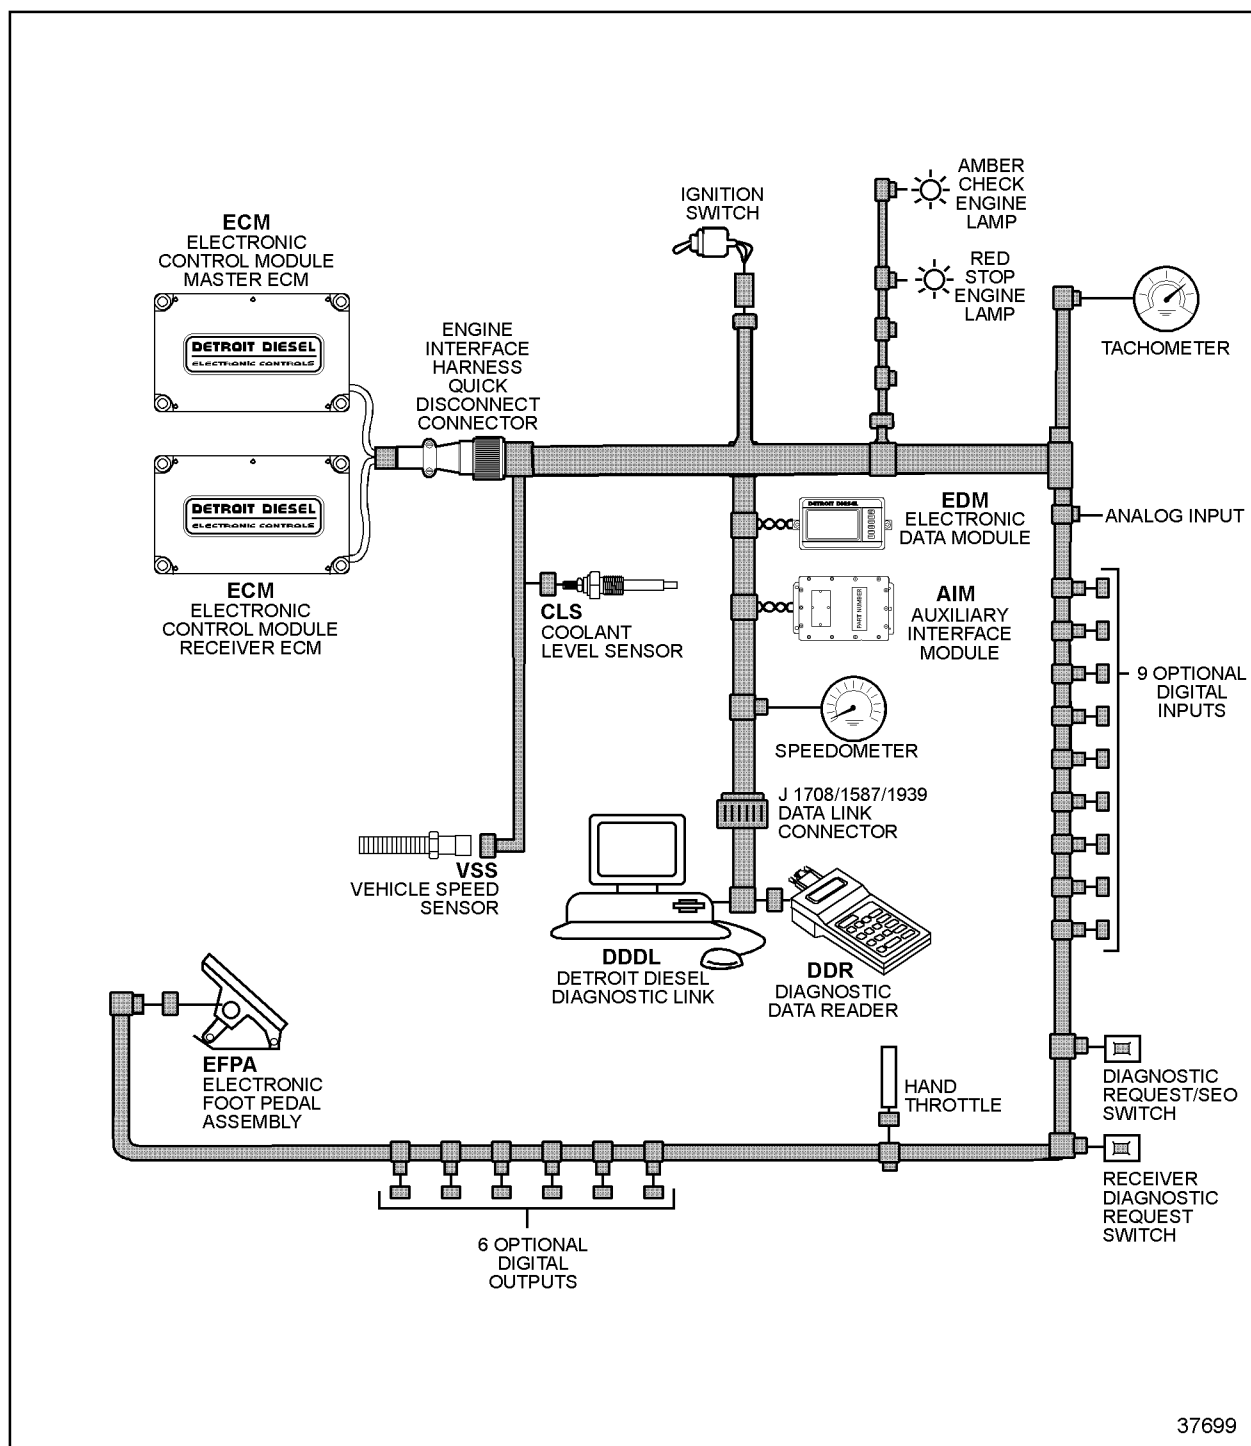 ECM
ELECTRONIC
CONTROL MODULE
MASTER ECM
DETROIT DIESEL
ELECTRONIC CONTROLS
DETROIT DIESEL
ELECTRONIC CONTROLS
ECM
ELECTRONIC
CONTROL MODULE
RECEIVER ECM
ENGINE
INTERFACE
HARNESS
QUICK
DISCONNECT
CONNECTOR
IGNITION
SWITCH
AMBER
CHECK
ENGINE
LAMP
RED
STOP
ENGINE
LAMP
TACHOMETER
DETROIT DIESEL
EDM
ELECTRONIC
DATA MODULE
ANALOG INPUT
PART NUMBER
AIM
AUXILIARY
INTERFACE
MODULE
CLS
COOLANT
LEVEL SENSOR
9 OPTIONAL
DIGITAL
INPUTS
SPEEDOMETER
J 1708/1587/1939
DATA LINK
CONNECTOR
VSS
VEHICLE SPEED
SENSOR
DDDL
DETROIT DIESEL
DIAGNOSTIC LINK
DDR
DIAGNOSTIC
DATA READER
EFPA
ELECTRONIC
FOOT PEDAL
ASSEMBLY
HAND
THROTTLE
DIAGNOSTIC
REQUEST/SEO
SWITCH
RECEIVER
DIAGNOSTIC
REQUEST
SWITCH
6 OPTIONAL
DIGITAL
OUTPUTS
37699